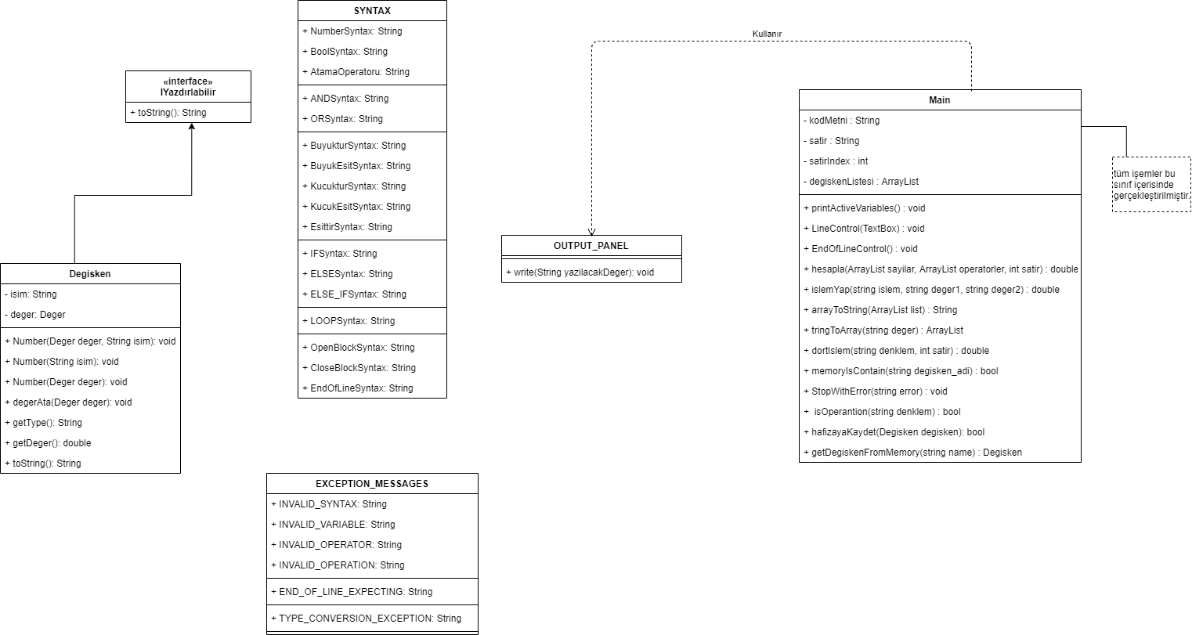 «interface»
IYazdırlabilir
+ toString(): String
Degisken
- isim: String
- deger: Deger
+ Number(Deger deger, String isim): void
+ Number(String isim): void
+ Number(Deger deger): void
+ degerAta(Deger deger): void
+ getType(): String
+ getDeger(): double
+ toString(): String
SYNTAX
+ NumberSyntax: String
+ BoolSyntax: String
+ AtamaOperatoru: String
+ ANDSyntax: String
+ ORSyntax: String
+ BuyukturSyntax: String
+ BuyukEsitSyntax: String
+ KucukturSyntax: String
+ KucukEsitSyntax: String
+ EsittirSyntax: String
+ IFSyntax: String
+ ELSESyntax: String
+ ELSE_IFSyntax: String
+ LOOPSyntax: String
+ OpenBlockSyntax: String
+ CloseBlockSyntax: String
+ EndOfLineSyntax: String
EXCEPTION_MESSAGES
+ INVALID_SYNTAX: String
+ INVALID_VARIABLE: String
+ INVALID_OPERATOR: String
+ INVALID_OPERATION: String
+ END_OF_LINE_EXPECTING: String
+ TYPE_CONVERSION_EXCEPTION: String
Kullanır
OUTPUT_PANEL
+ write(String yazilacakDeger): void
Main
- kodMetni : String
- satir : String
- satirIndex : int
- degiskenListesi : ArrayList
+ printActiveVariables() : void
+ LineControl(TextBox) : void
+ EndOfLineControl() : void
+ hesapla(ArrayList sayilar, ArrayList operatorler, int satir) : double
+ islemYap(string islem, string deger1, string deger2) : double
+ arrayToString(ArrayList list) : String
+ tringToArray(string deger) : ArrayList
+ dortIslem(string denklem, int satir) : double
+ memoryIsContain(string degisken_adi) : bool
+ StopWithError(string error) : void
+ isOperantion(string denklem) : bool
+ hafizayaKaydet(Degisken degisken): bool
+ getDegiskenFromMemory(string name) : Degisken
tüm işemler bu
sınıf içerisinde
gerçekleştirilmiştir.